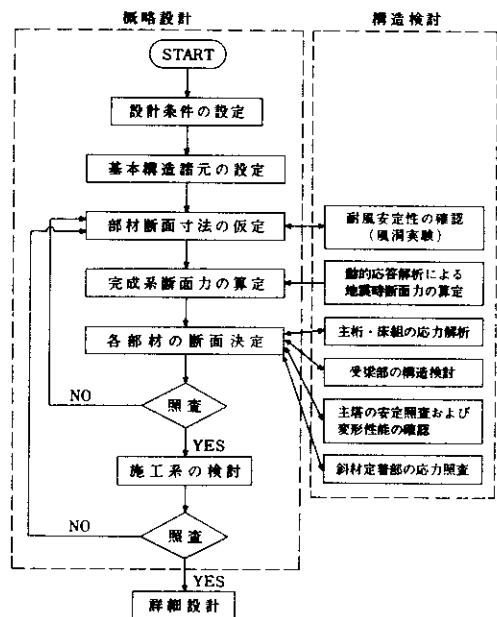 概略設計
構造検討
START
設計条件の設定
基本構造諸元の設定
部材断面寸法の仮定
耐風安定性の確認
(風洞実験)
完成系断面力の算定
動的応答解析による
地震時断面力の算定
各部材の断面決定
主桁・床組の応力解析
受梁部の構造検討
NO
照査
主塔の安定照査および
変形性能の確認
YES
施工系の検討
斜材定着部の応力照査
NO
照査
YES
詳細設計